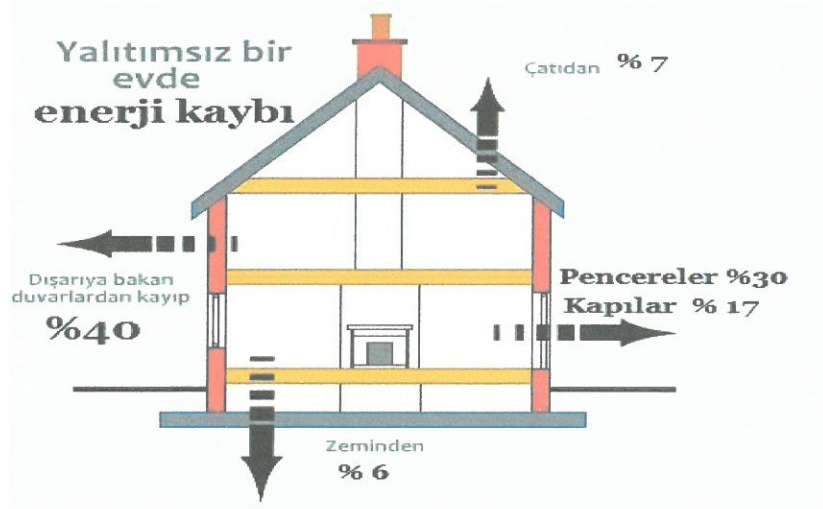 Yalıtımsız bir
evde
enerji kaybı
Çatıdan % 7
Dışarıya bakan
duvarlardan kayıp
%40
Pencereler %30
Kapılar % 17
Zeminden
% 6